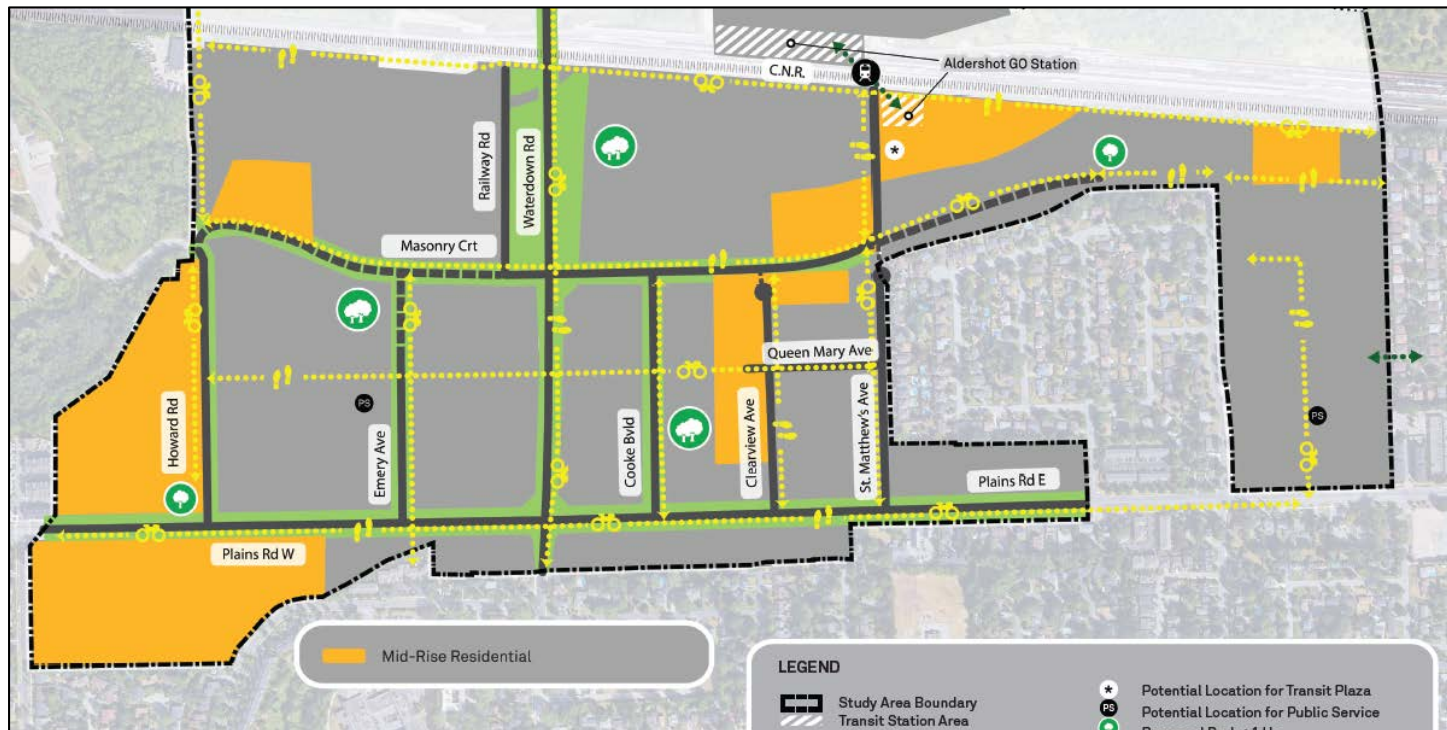 C.N.R.
Aldershot GO Station
*
Railway Rd
Waterdown Rd
Masonry Crt
Queen Mary Ave
Howard Rd
PS
Emery Ave
Cooke Bvld
Clearview Ave
St. Matthew's Ave
PS
Plains Rd E
Plains Rd W
Mid-Rise Residential
LEGEND
Study Area Boundary
Transit Station Area
* Potential Location for Transit Plaza
PS Potential Location for Public Service